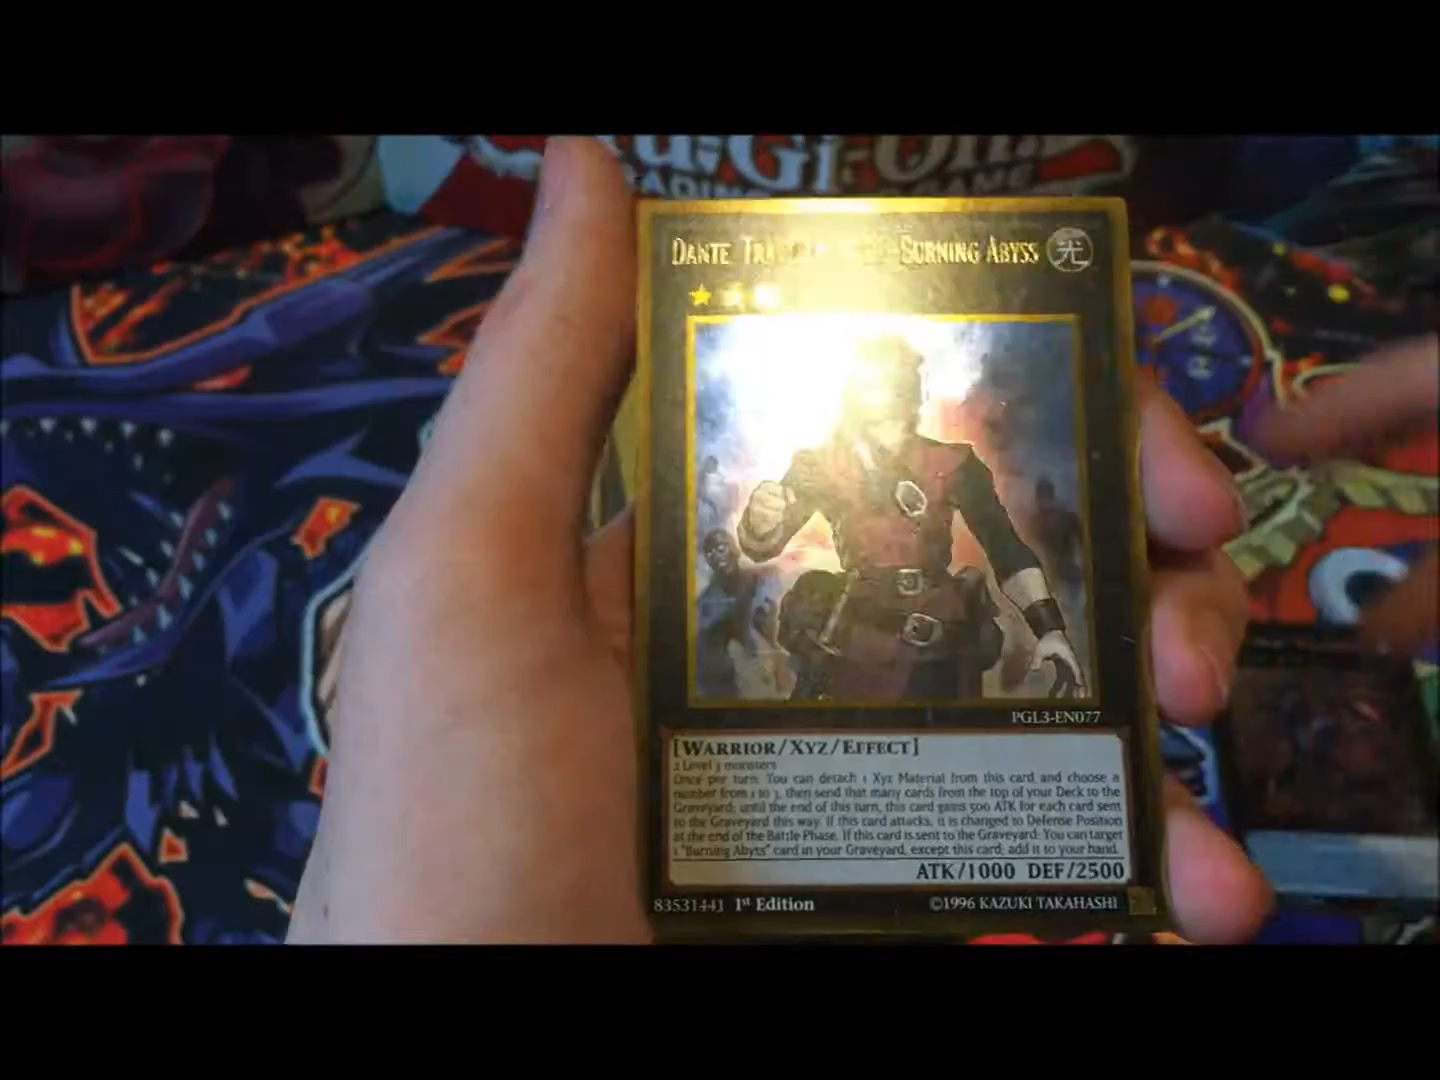 Yu-Gi-Oh!
TRADING CARD GAME
DANTE, BURNING ABYSS 光
PGL3-EN077
[WARRIOR/XYZ/EFFECT]
2 Level 3 monsters
Once per turn: You can detach 1 Xyz Material from this card and choose a
number from 1 to 3, then send that many cards from the top of your Deck to the
Graveyard; until the end of this turn, this card gains 500 ATK for each card sent
to the Graveyard this way. If this card attacks, it is changed to Defense Position
at the end of the Battle Phase. If this card is sent to the Graveyard: You can target
1 "Burning Abyss" card in your Graveyard, except this card; add it to your hand.
ATK/1000 DEF/2500
83531441 1st Edition ©1996 KAZUKI TAKAHASHI